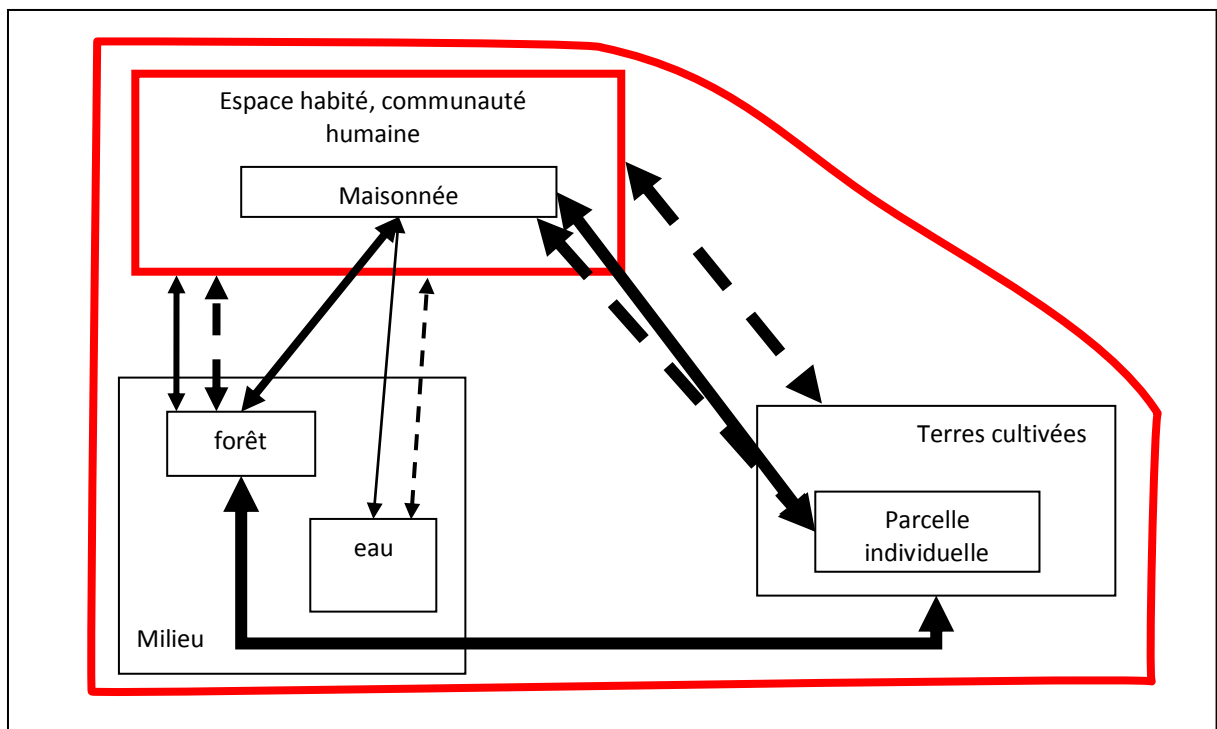 Espace habité, communauté
humaine
Maisonnée
forêt
Terres cultivées
Parcelle
individuelle
eau
Milieu